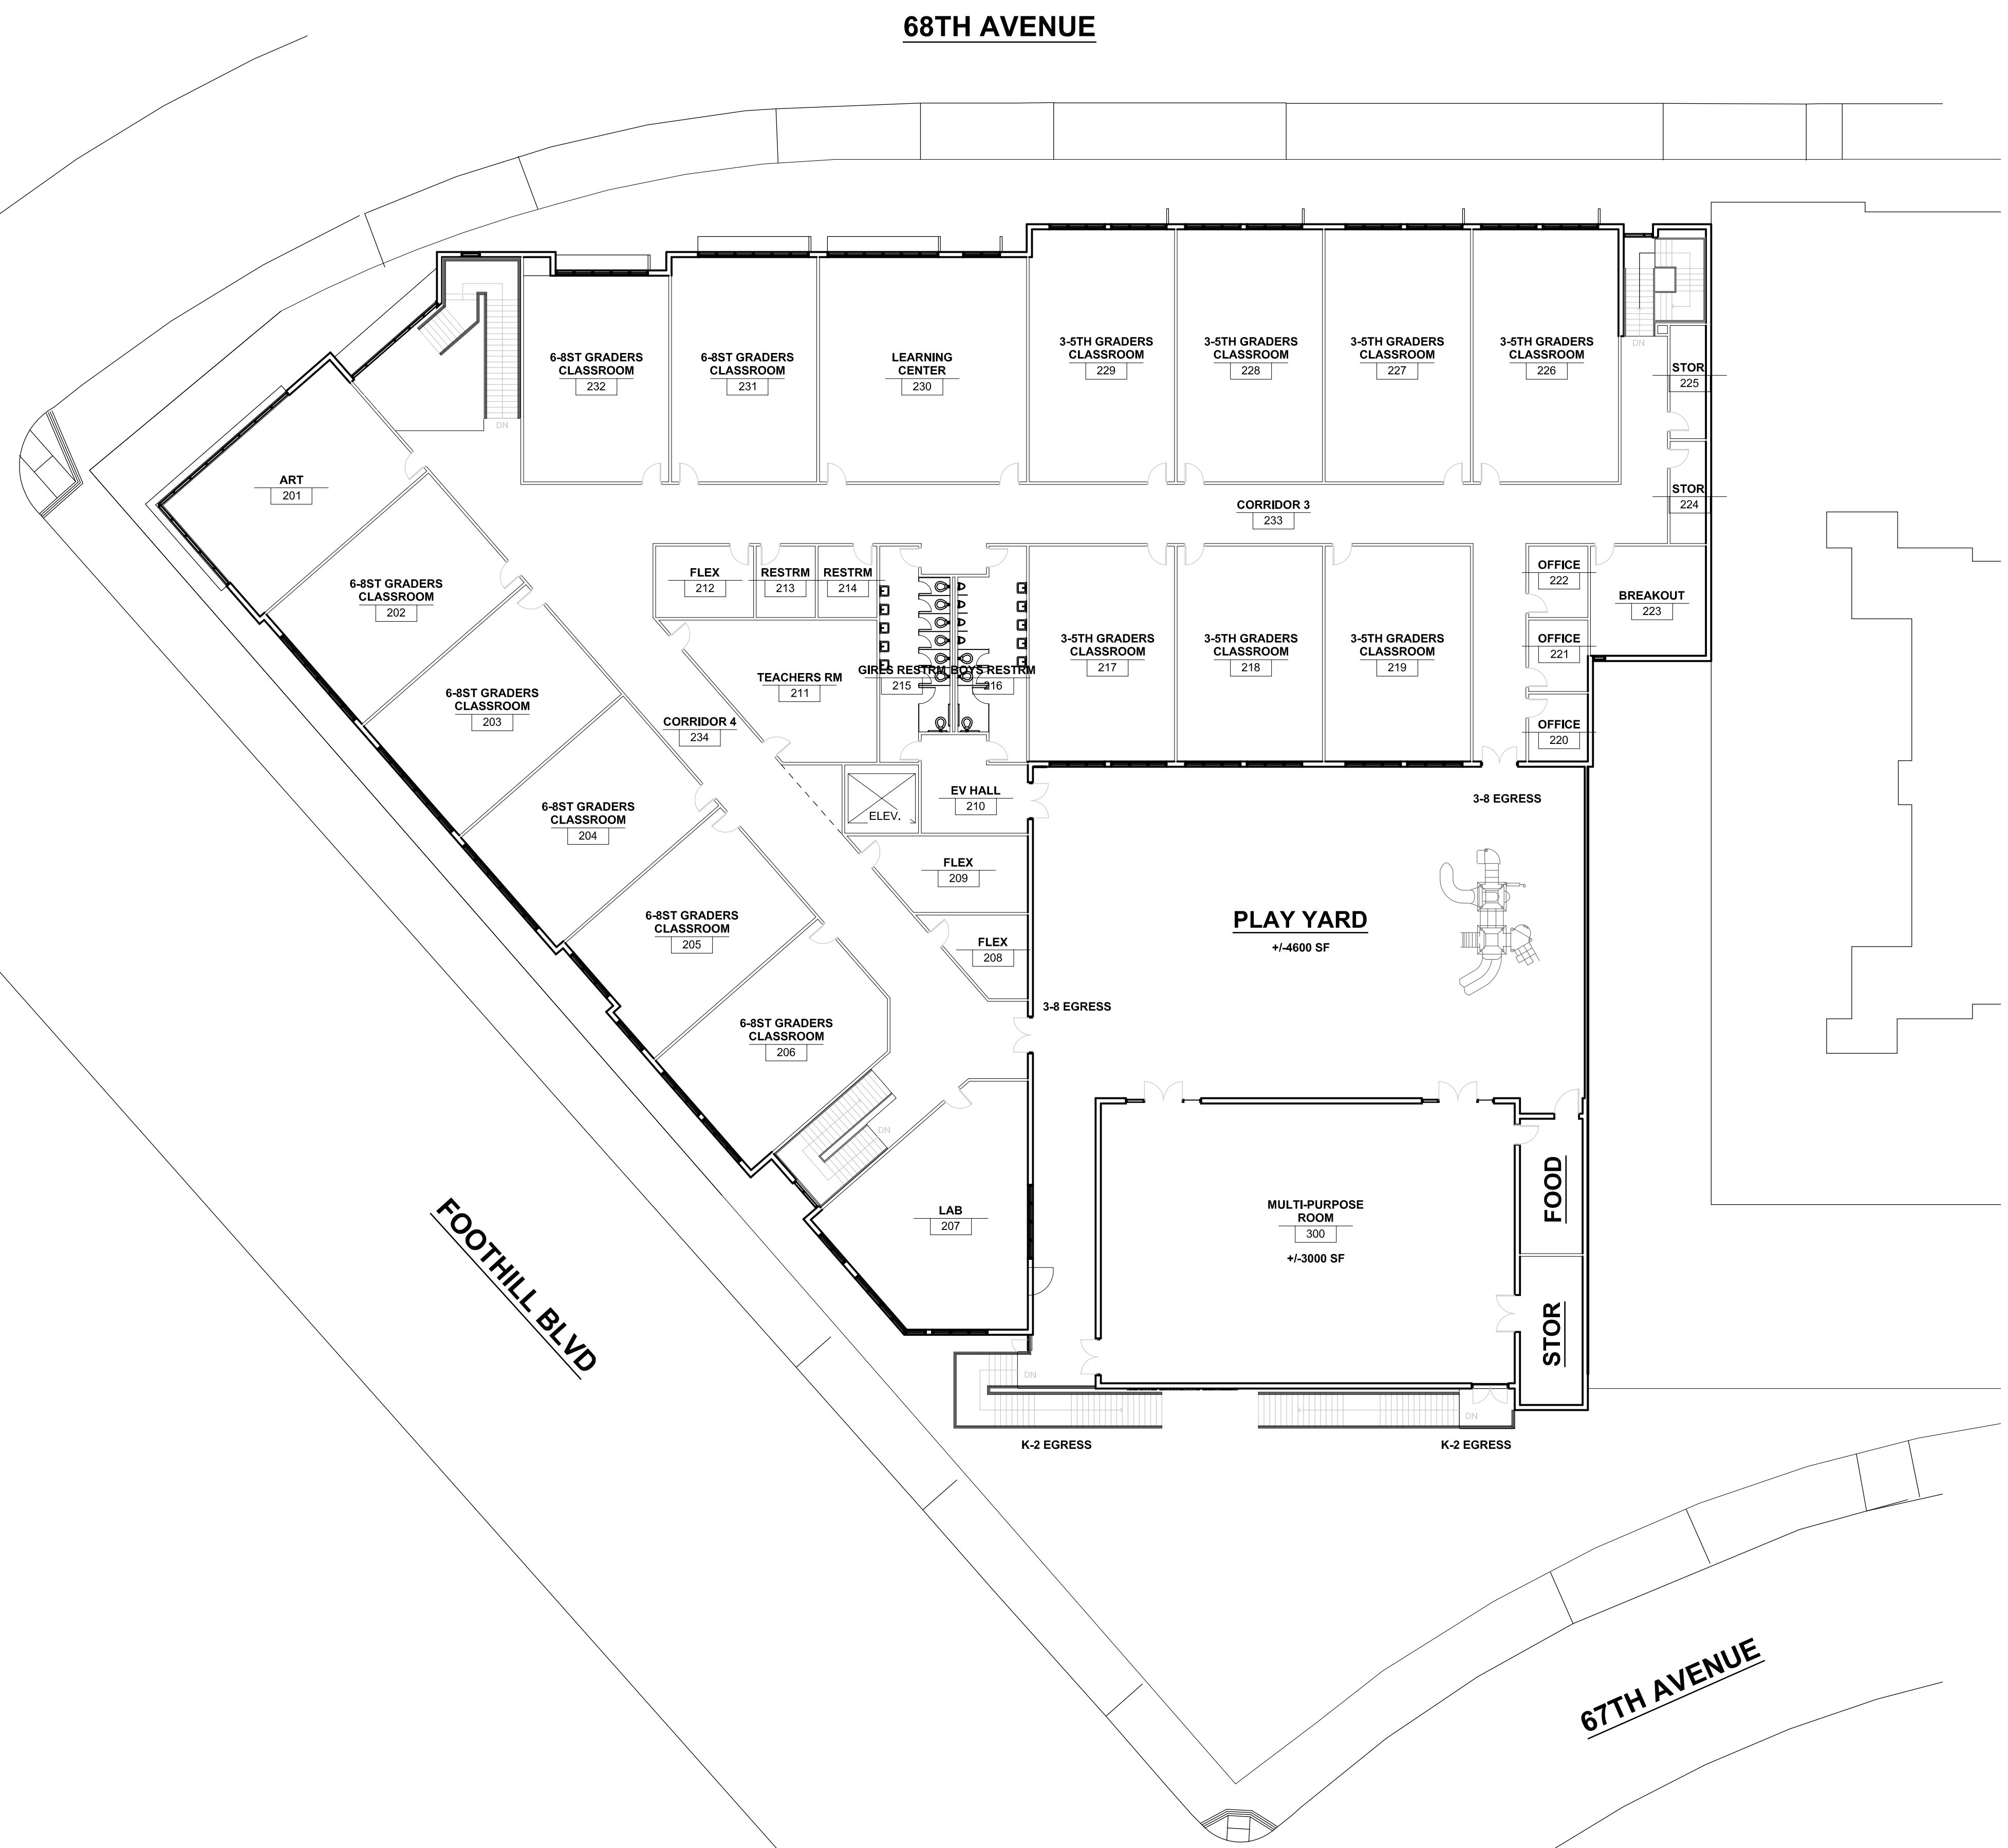 68TH AVENUE
6-8ST GRADERS
CLASSROOM
232
6-8ST GRADERS
CLASSROOM
231
LEARNING
CENTER
230
3-5TH GRADERS
CLASSROOM
229
3-5TH GRADERS
CLASSROOM
228
3-5TH GRADERS
CLASSROOM
227
3-5TH GRADERS
CLASSROOM
226
DN
STOR
225
DN
ART
201
STOR
224
CORRIDOR 3
233
6-8ST GRADERS
CLASSROOM
202
FLEX
212
RESTRM
213
RESTRM
214
OFFICE
222
BREAKOUT
223
3-5TH GRADERS
CLASSROOM
217
3-5TH GRADERS
CLASSROOM
218
3-5TH GRADERS
CLASSROOM
219
OFFICE
221
GIRLS RESTRM
215
BOYS RESTRM
216
TEACHERS RM
211
6-8ST GRADERS
CLASSROOM
203
CORRIDOR 4
234
OFFICE
220
EV HALL
210
3-8 EGRESS
6-8ST GRADERS
CLASSROOM
204
ELEV.
FLEX
209
PLAY YARD
+/-4600 SF
6-8ST GRADERS
CLASSROOM
205
FLEX
208
3-8 EGRESS
6-8ST GRADERS
CLASSROOM
206
DN
FOOD
LAB
207
MULTI-PURPOSE
ROOM
300
+/-3000 SF
FOOTHILL BLVD
STOR
DN
DN
K-2 EGRESS
K-2 EGRESS
67TH AVENUE